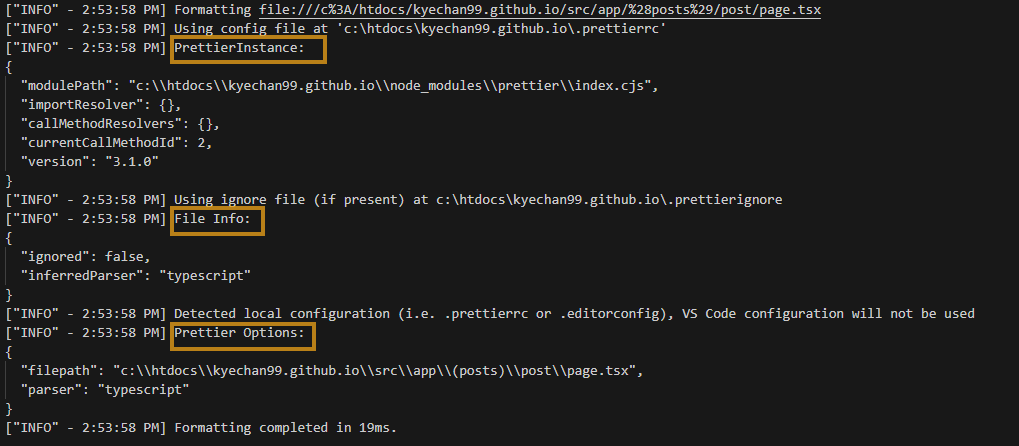 ["INFO" - 2:53:58 PM] Formatting file:///c%3A/htdocs/kyechan99.github.io/src/app/%28posts%29/post/page.tsx
["INFO" - 2:53:58 PM] Using config file at 'c:\htdocs\kyechan99.github.io\.prettierrc'
["INFO" - 2:53:58 PM] PrettierInstance:
{
  "modulePath": "c:\\htdocs\\kyechan99.github.io\\node_modules\\prettier\\index.cjs",
  "importResolver": {},
  "callMethodResolvers": {},
  "currentCallMethodId": 2,
  "version": "3.1.0"
}
["INFO" - 2:53:58 PM] Using ignore file (if present) at c:\htdocs\kyechan99.github.io\.prettierignore
["INFO" - 2:53:58 PM] File Info:
{
  "ignored": false,
  "inferredParser": "typescript"
}
["INFO" - 2:53:58 PM] Detected local configuration (i.e. .prettierrc or .editorconfig), VS Code configuration will not be used
["INFO" - 2:53:58 PM] Prettier Options:
{
  "filepath": "c:\\htdocs\\kyechan99.github.io\\src\\app\\(posts)\\post\\page.tsx",
  "parser": "typescript"
}
["INFO" - 2:53:58 PM] Formatting completed in 19ms.